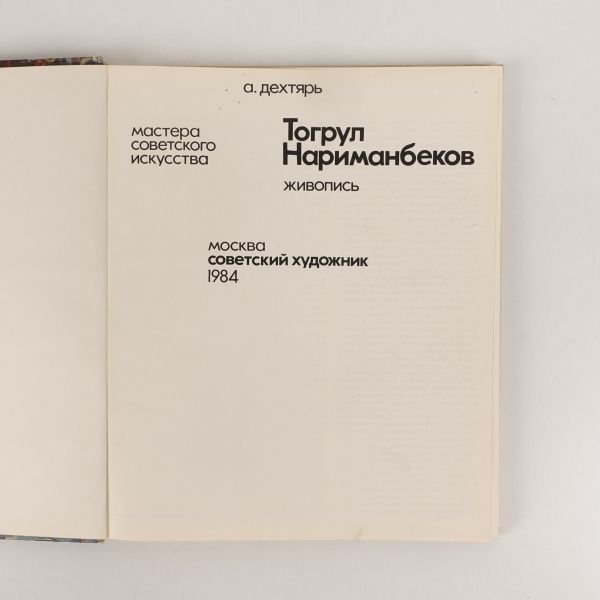 а. дехтярь
мастера
советского
искусства
Тогрул
Нариманбеков
живопись
москва
советский художник
1984